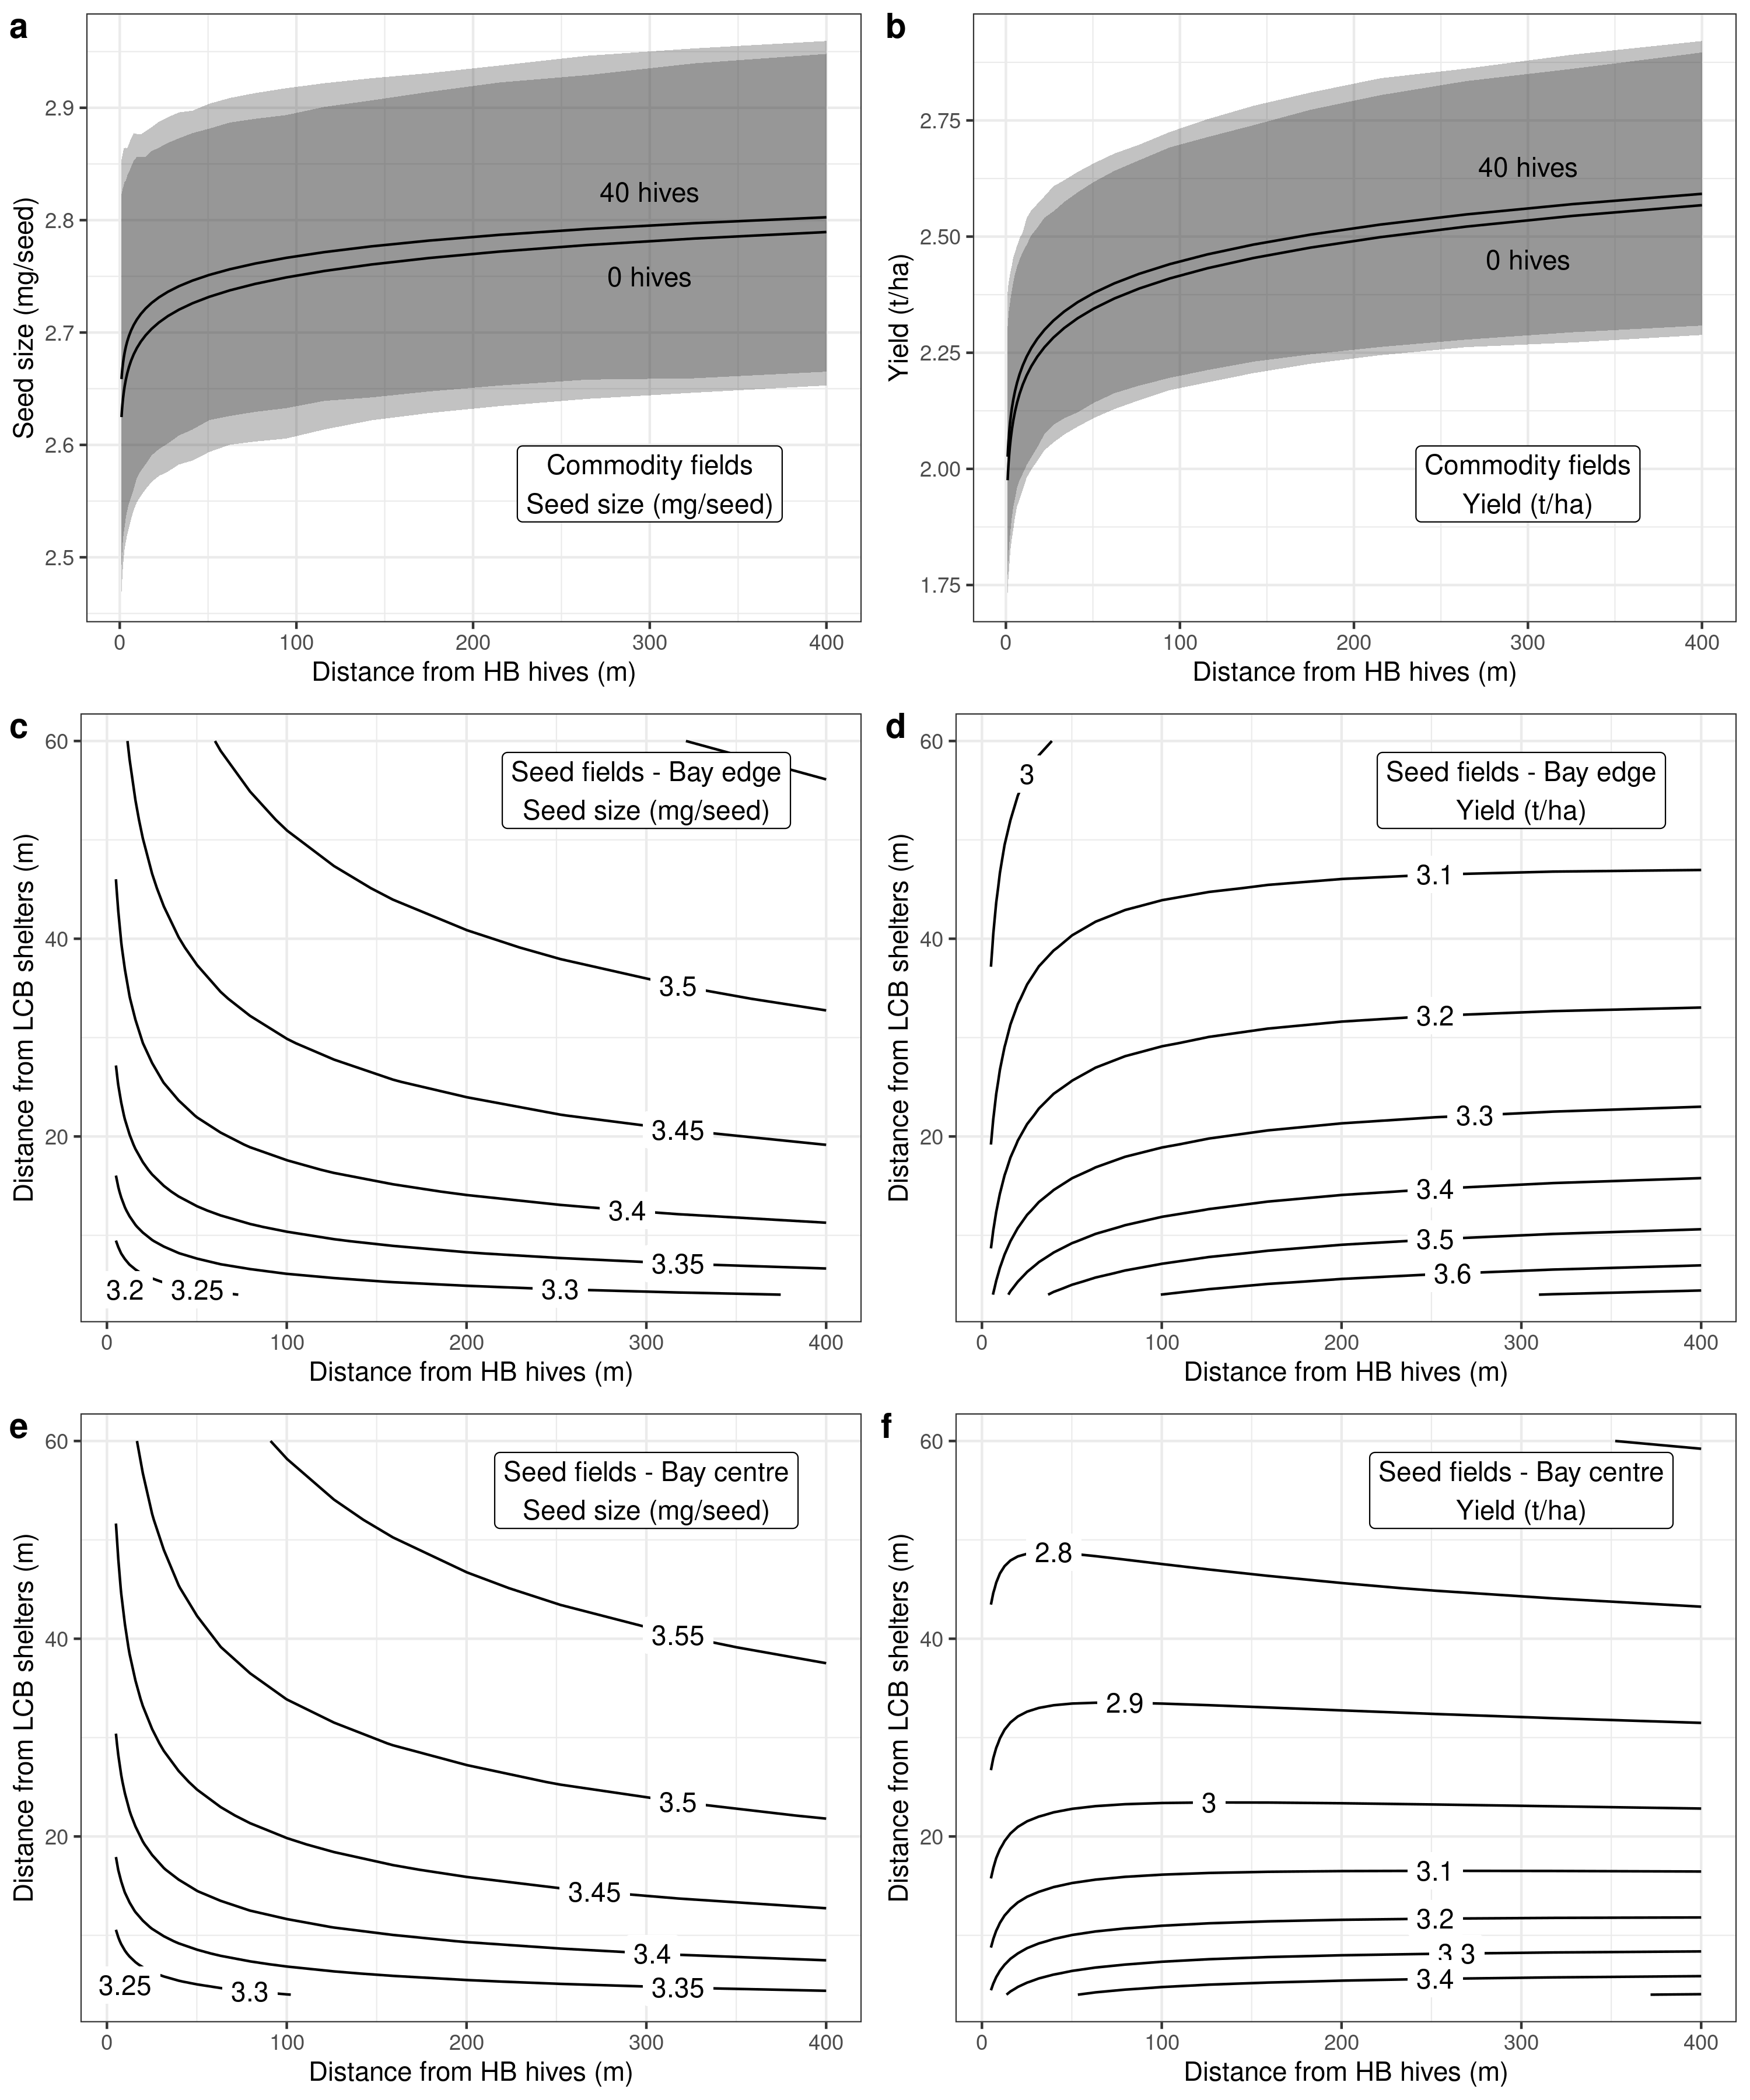 a
Seed size (mg/seed)
2.9
2.8
2.7
2.6
2.5
40 hives
0 hives
Commodity fields
Seed size (mg/seed)
0 100 200 300 400
Distance from HB hives (m)
b
Yield (t/ha)
2.75
2.50
2.25
2.00
1.75
40 hives
0 hives
Commodity fields
Yield (t/ha)
0 100 200 300 400
Distance from HB hives (m)
c
Distance from LCB shelters (m)
60
40
20
Seed fields - Bay edge
Seed size (mg/seed)
3.5
3.45
3.4
3.35
3.3
3.2 3.25
0 100 200 300 400
Distance from HB hives (m)
d
Distance from LCB shelters (m)
60
40
20
Seed fields - Bay edge
Yield (t/ha)
3
3.1
3.2
3.3
3.4
3.5
3.6
0 100 200 300 400
Distance from HB hives (m)
e
Distance from LCB shelters (m)
60
40
20
Seed fields - Bay centre
Seed size (mg/seed)
3.55
3.5
3.45
3.4
3.35
3.25 3.3
0 100 200 300 400
Distance from HB hives (m)
f
Distance from LCB shelters (m)
60
40
20
Seed fields - Bay centre
Yield (t/ha)
2.8
2.9
3
3.1
3.2
3.3
3.4
0 100 200 300 400
Distance from HB hives (m)